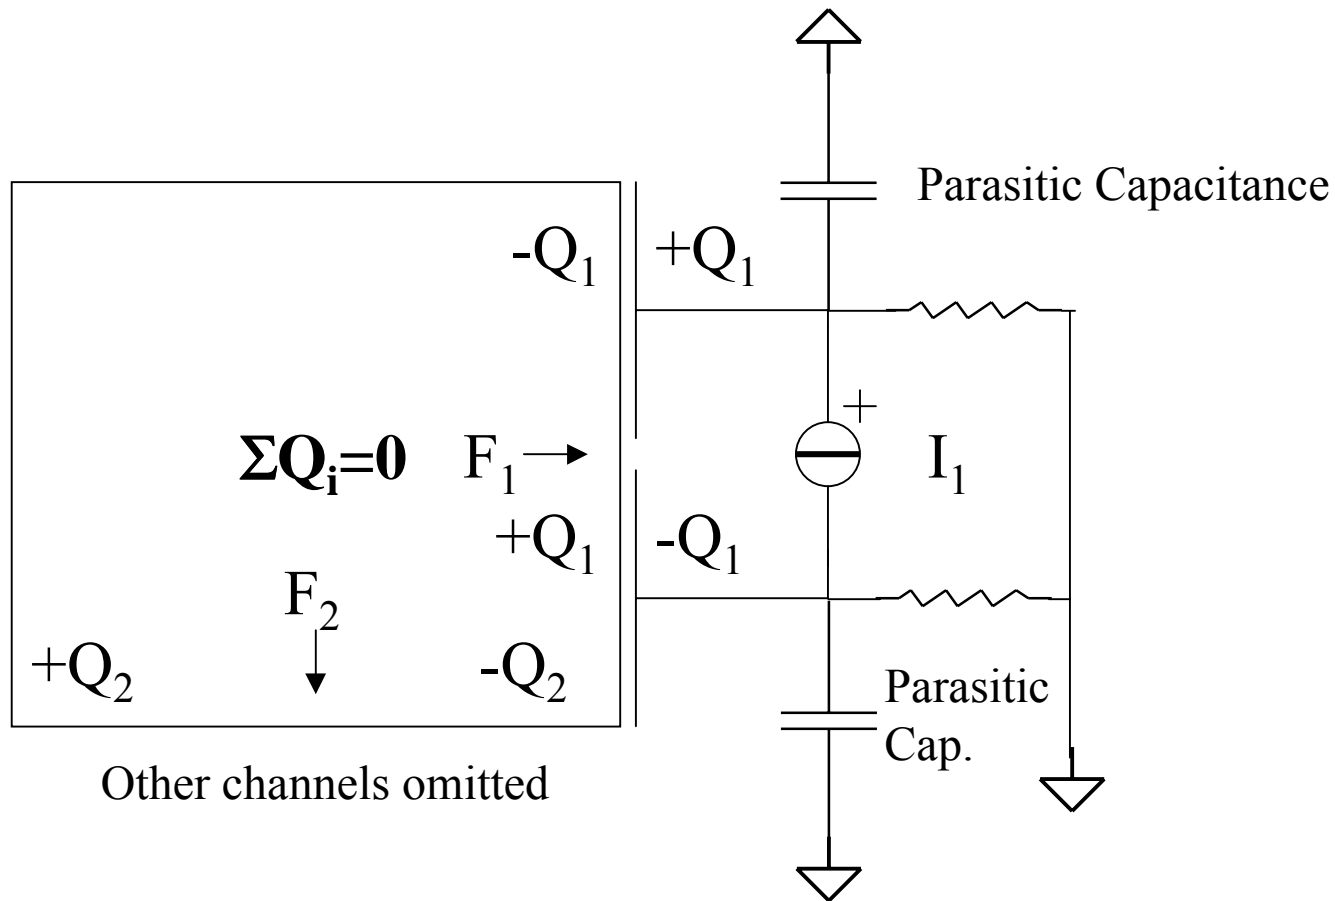 Parasitic Capacitance
-Q₁ +Q₁
+
ΣQᵢ=0 F₁ I₁
+Q₁ -Q₁
F₂
+Q₂ -Q₂
Parasitic
Cap.
Other channels omitted